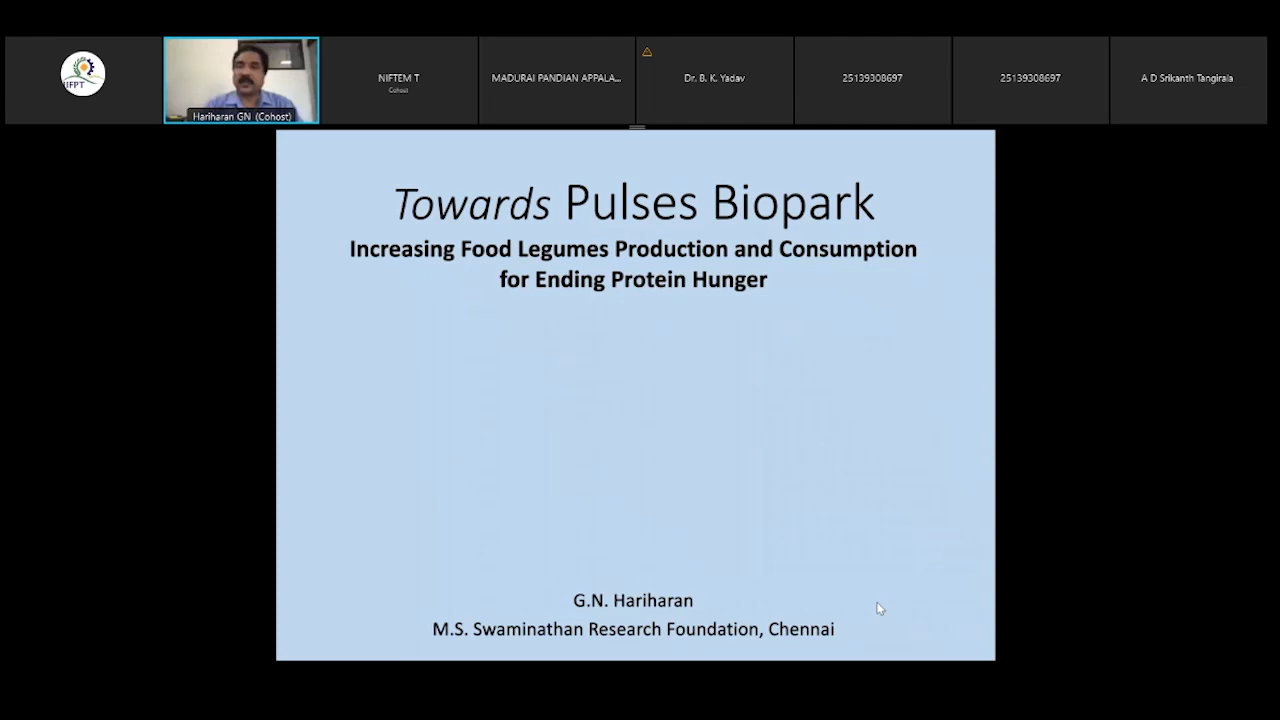 IIFPT
Hariharan GN (Cohost)
NIFTEM T
Cohost
MADURAI PANDIAN APPALA...
Dr. B. K. Yadav
25139308697
25139308697
A D Srikanth Tangirala
Towards Pulses Biopark
Increasing Food Legumes Production and Consumption
for Ending Protein Hunger
G.N. Hariharan
M.S. Swaminathan Research Foundation, Chennai